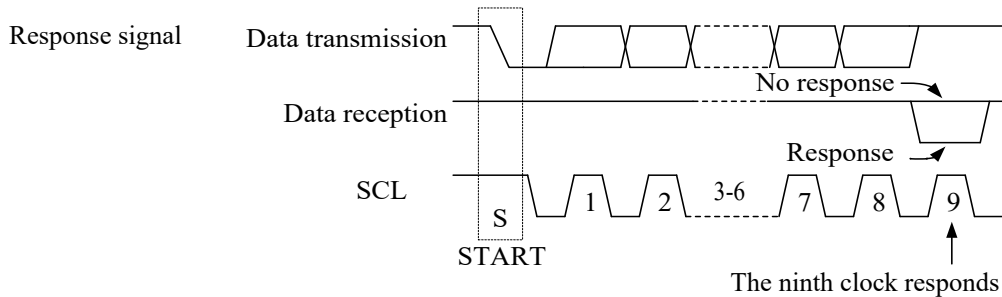 Response signal
Data transmission
No response
Data reception
Response
SCL
1
2
3-6
7
8
9
S
START
The ninth clock responds